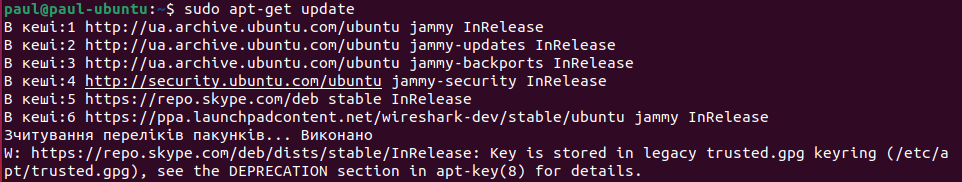 paul@paul-ubuntu:~$ sudo apt-get update
В кеші:1 http://ua.archive.ubuntu.com/ubuntu jammy InRelease
В кеші:2 http://ua.archive.ubuntu.com/ubuntu jammy-updates InRelease
В кеші:3 http://ua.archive.ubuntu.com/ubuntu jammy-backports InRelease
В кеші:4 http://security.ubuntu.com/ubuntu jammy-security InRelease
В кеші:5 https://repo.skype.com/deb stable InRelease
В кеші:6 https://ppa.launchpadcontent.net/wireshark-dev/stable/ubuntu jammy InRelease
Зчитування переліків пакунків... Виконано
W: https://repo.skype.com/deb/dists/stable/InRelease: Key is stored in legacy trusted.gpg keyring (/etc/a
pt/trusted.gpg), see the DEPRECATION section in apt-key(8) for details.